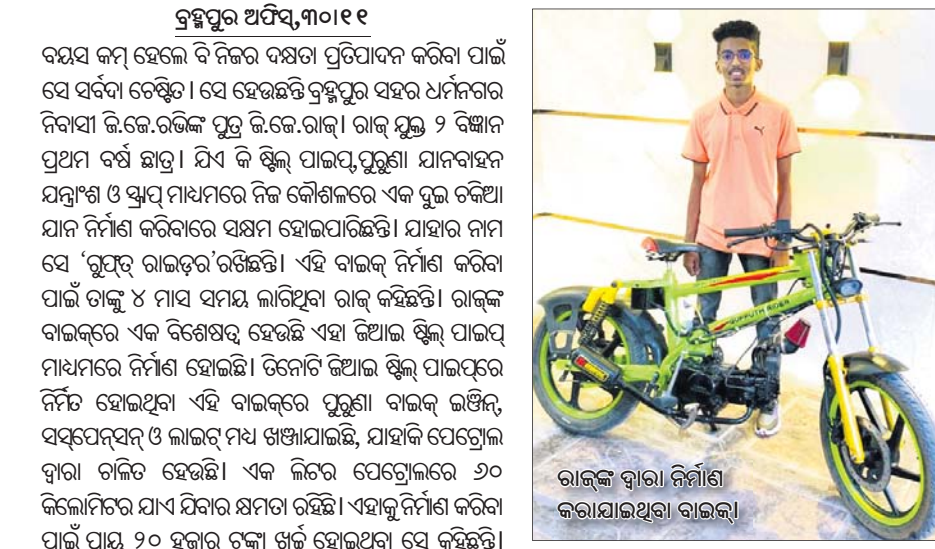 ବ୍ରହ୍ମପୁର ଅଫିସ୍,୩୦।୧୧
ବୟସ କମ୍ ହେଲେ ବି ନିଜର ଦକ୍ଷତା ପ୍ରତିପାଦନ କରିବା ପାଇଁ
ସେ ସର୍ବଦା ଚେଷ୍ଟିତ। ସେ ହେଉଛନ୍ତି ବ୍ରହ୍ମପୁର ସହର ଧର୍ମନଗର
ନିବାସୀ ଜି.ଜେ.ରଭିଙ୍କ ପୁତ୍ର ଜି.ଜେ.ରାଜ୍। ରାଜ୍ ଯୁକ୍ତ ୨ ବିଜ୍ଞାନ
ପ୍ରଥମ ବର୍ଷ ଛାତ୍ର। ଯିଏ କି ଷ୍ଟିଲ୍ ପାଇପ୍,ପୁରୁଣା ଯାନବାହନ
ଯନ୍ତ୍ରାଂଶ ଓ ସ୍କ୍ରାପ୍ ମାଧ୍ୟମରେ ନିଜ କୌଶଳରେ ଏକ ଦୁଇ ଚକିଆ
ଯାନ ନିର୍ମାଣ କରିବାରେ ସକ୍ଷମ ହୋଇପାରିଛନ୍ତି। ଯାହାର ନାମ
ସେ ‘ଗୁଫ୍‌ତ୍ ରାଇଡ଼ର’ରଖିଛନ୍ତି। ଏହି ବାଇକ୍ ନିର୍ମାଣ କରିବା
ପାଇଁ ତାଙ୍କୁ ୪ ମାସ ସମୟ ଲାଗିଥିବା ରାଜ୍ କହିଛନ୍ତି। ରାଜ୍‌ଙ୍କ
ବାଇକ୍‌ରେ ଏକ ବିଶେଷତ୍ୱ ହେଉଛି ଏହା ଜିଆଇ ଷ୍ଟିଲ୍ ପାଇପ୍
ମାଧ୍ୟମରେ ନିର୍ମାଣ ହୋଇଛି। ତିନୋଟି ଜିଆଇ ଷ୍ଟିଲ୍ ପାଇପ୍‌ରେ
ନିର୍ମିତ ହୋଇଥିବା ଏହି ବାଇକ୍‌ରେ ପୁରୁଣା ବାଇକ୍ ଇଞ୍ଜିନ୍,
ସସ୍‌ପେନ୍‌ସନ୍ ଓ ଲାଇଟ୍ ମଧ୍ୟ ଖଞ୍ଜାଯାଇଛି, ଯାହାକି ପେଟ୍ରୋଲ
ଦ୍ୱାରା ଚାଳିତ ହେଉଛି। ଏକ ଲିଟର ପେଟ୍ରୋଲରେ ୬୦
କିଲୋମିଟର ଯାଏ ଯିବାର କ୍ଷମତା ରହିଛି। ଏହାକୁ ନିର୍ମାଣ କରିବା
ପାଇଁ ପ୍ରାୟ ୨୦ ହଜାର ଟଙ୍କା ଖର୍ଚ୍ଚ ହୋଇଥିବା ସେ କହିଛନ୍ତି।
GUFFUTH RIDER
ରାଜ୍‌ଙ୍କ ଦ୍ୱାରା ନିର୍ମାଣ
କରାଯାଇଥିବା ବାଇକ୍।